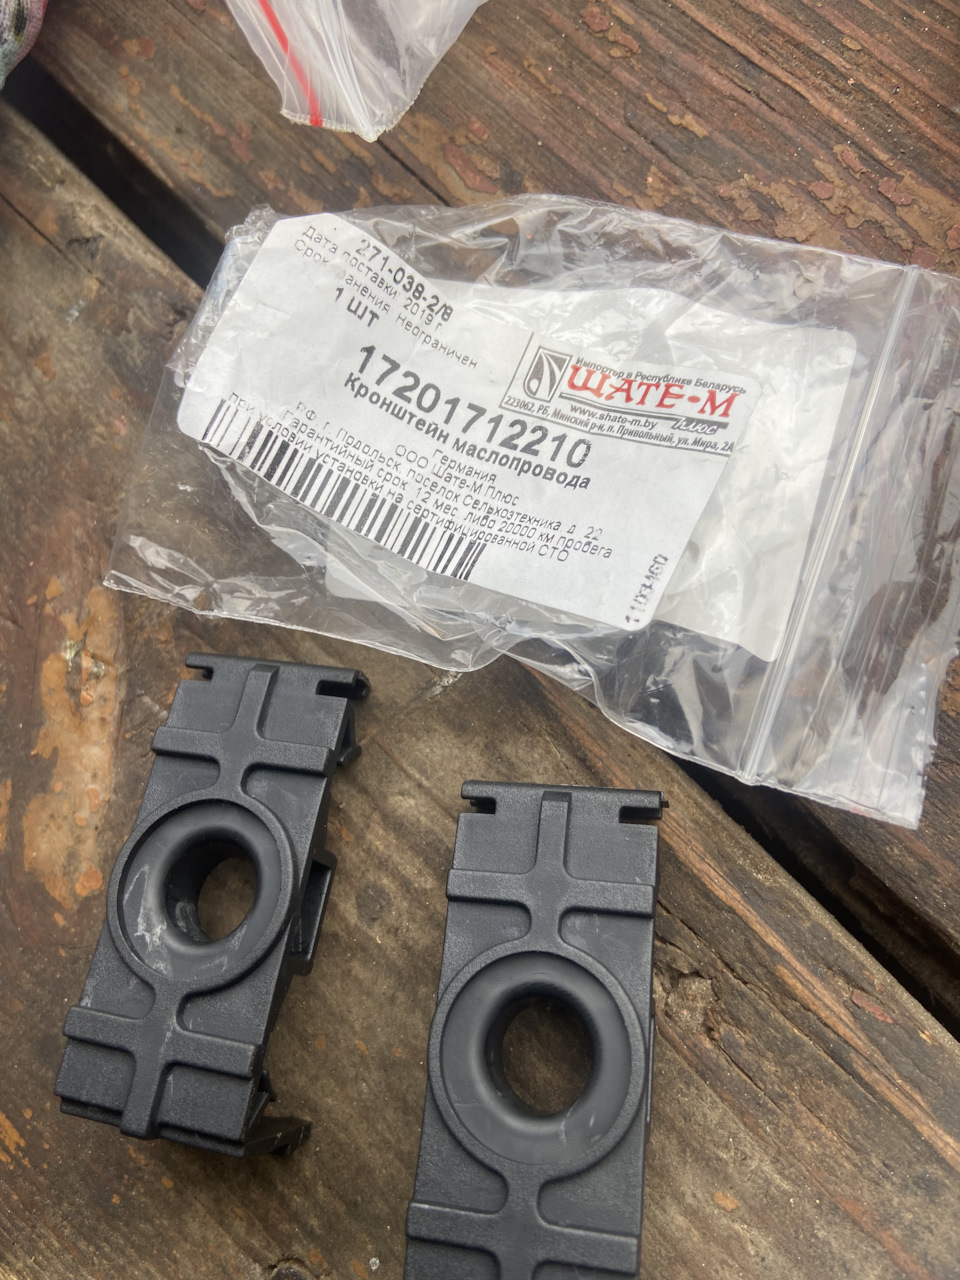 271-038-2/8
Дата поставки 2019 г
Срок хранения Неограничен
1 ШТ
Импортер в Республике Беларусь
ШАТЕ-М
плюс
www.shate-m.by
223062, РБ, Минский р-н, п. Привольный, ул. Мира, 2А
17201712210
Кронштейн маслопровода
Германия
ООО Шате-М Плюс
РФ, г. Подольск, поселок Сельхозтехника, д. 22
Гарантийный срок: 12 мес. либо 20000 км пробега
при условии установки на сертифицированной СТО